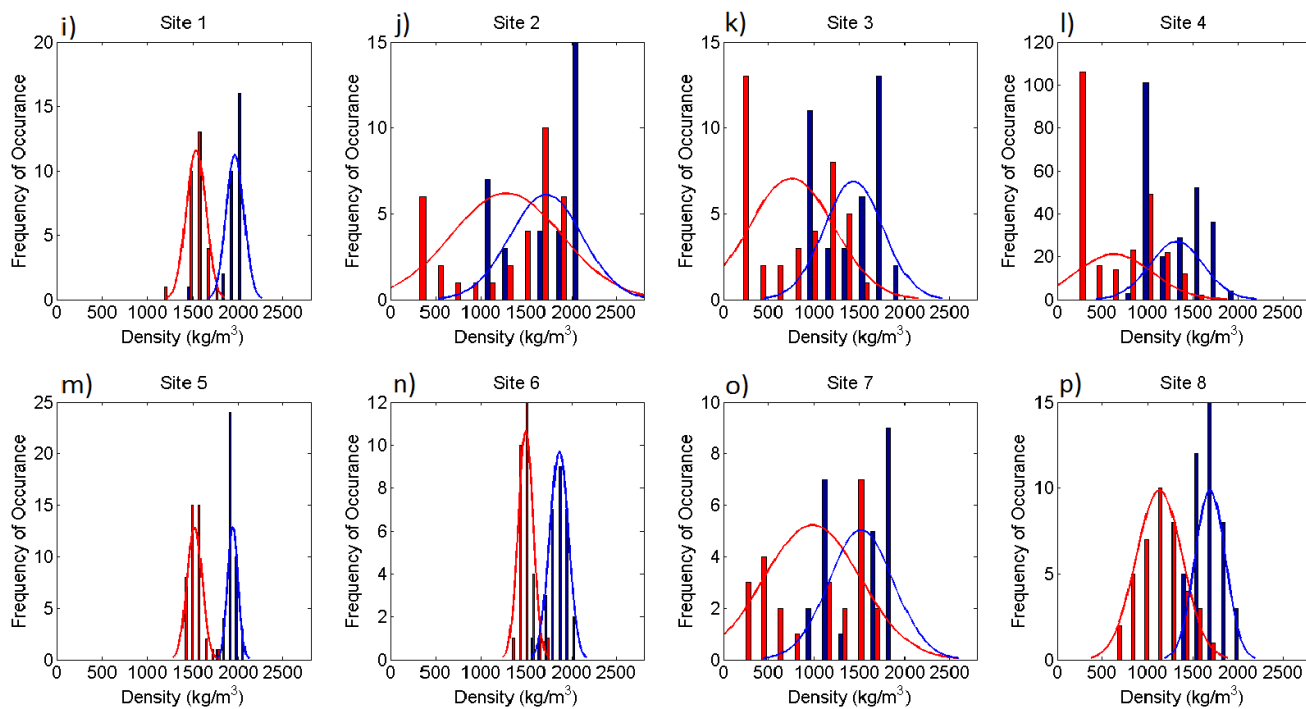 i) Site 1
j) Site 2
k) Site 3
l) Site 4
Frequency of Occurance
20
15
10
5
0
0 500 1000 1500 2000 2500
Density (kg/m³)
Frequency of Occurance
15
10
5
0
0 500 1000 1500 2000 2500
Density (kg/m³)
Frequency of Occurance
15
10
5
0
0 500 1000 1500 2000 2500
Density (kg/m³)
Frequency of Occurance
120
100
80
60
40
20
0
0 500 1000 1500 2000 2500
Density (kg/m³)
m) Site 5
n) Site 6
o) Site 7
p) Site 8
Frequency of Occurance
25
20
15
10
5
0
0 500 1000 1500 2000 2500
Density (kg/m³)
Frequency of Occurance
12
10
8
6
4
2
0
0 500 1000 1500 2000 2500
Density (kg/m³)
Frequency of Occurance
10
8
6
4
2
0
0 500 1000 1500 2000 2500
Density (kg/m³)
Frequency of Occurance
15
10
5
0
0 500 1000 1500 2000 2500
Density (kg/m³)